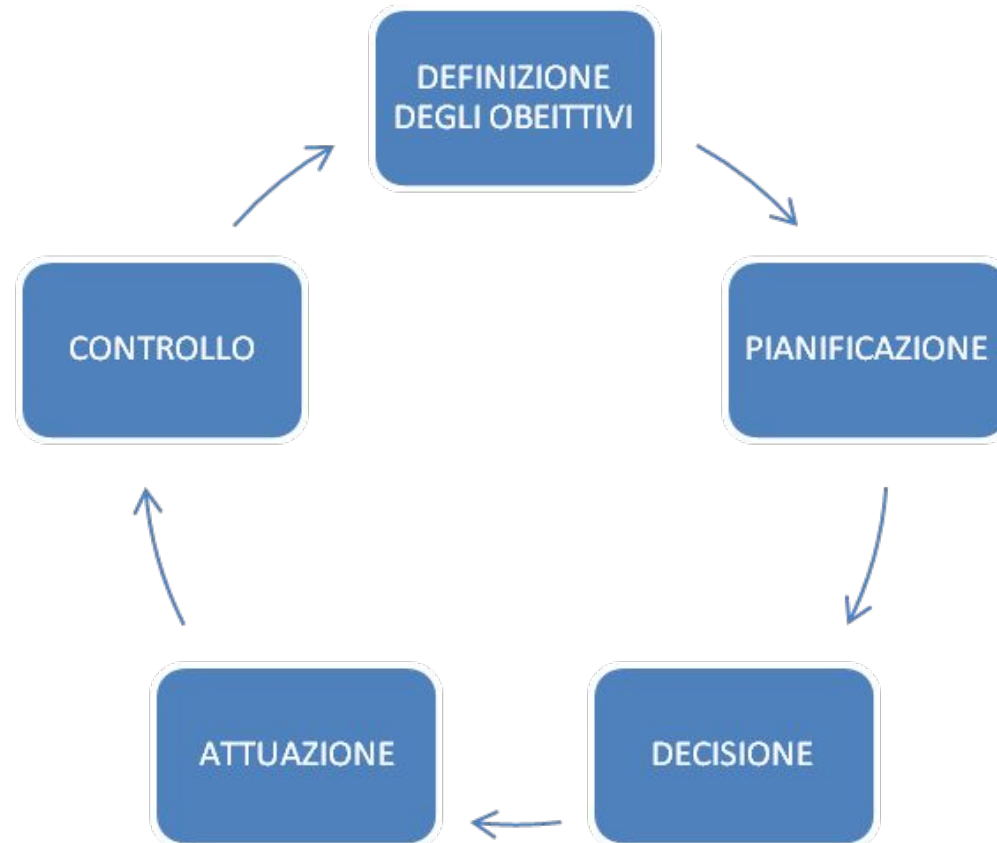 DEFINIZIONE
DEGLI OBEITTIVI
PIANIFICAZIONE
DECISIONE
ATTUAZIONE
CONTROLLO